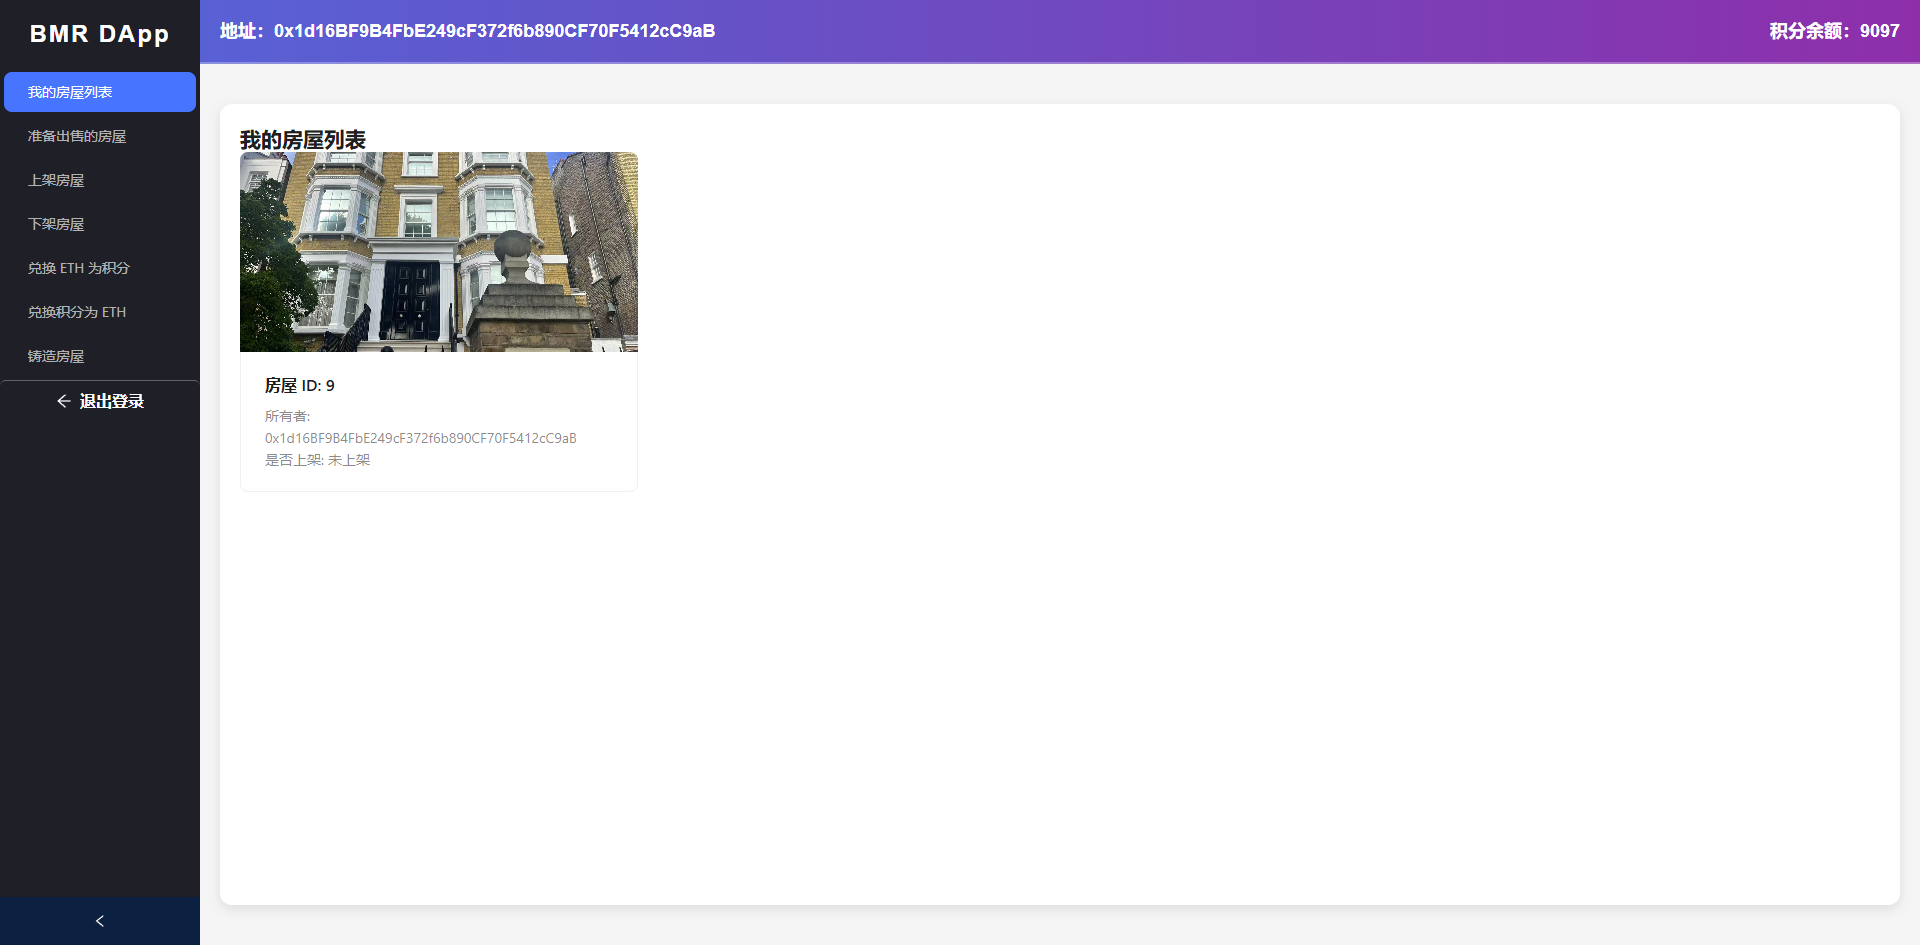 BMR DApp
地址：0x1d16BF9B4FbE249cF372f6b890CF70F5412cC9aB
积分余额：9097
我的房屋列表
准备出售的房屋
上架房屋
下架房屋
兑换 ETH 为积分
兑换积分为 ETH
铸造房屋
退出登录
我的房屋列表
房屋 ID: 9
所有者:
0x1d16BF9B4FbE249cF372f6b890CF70F5412cC9aB
是否上架: 未上架